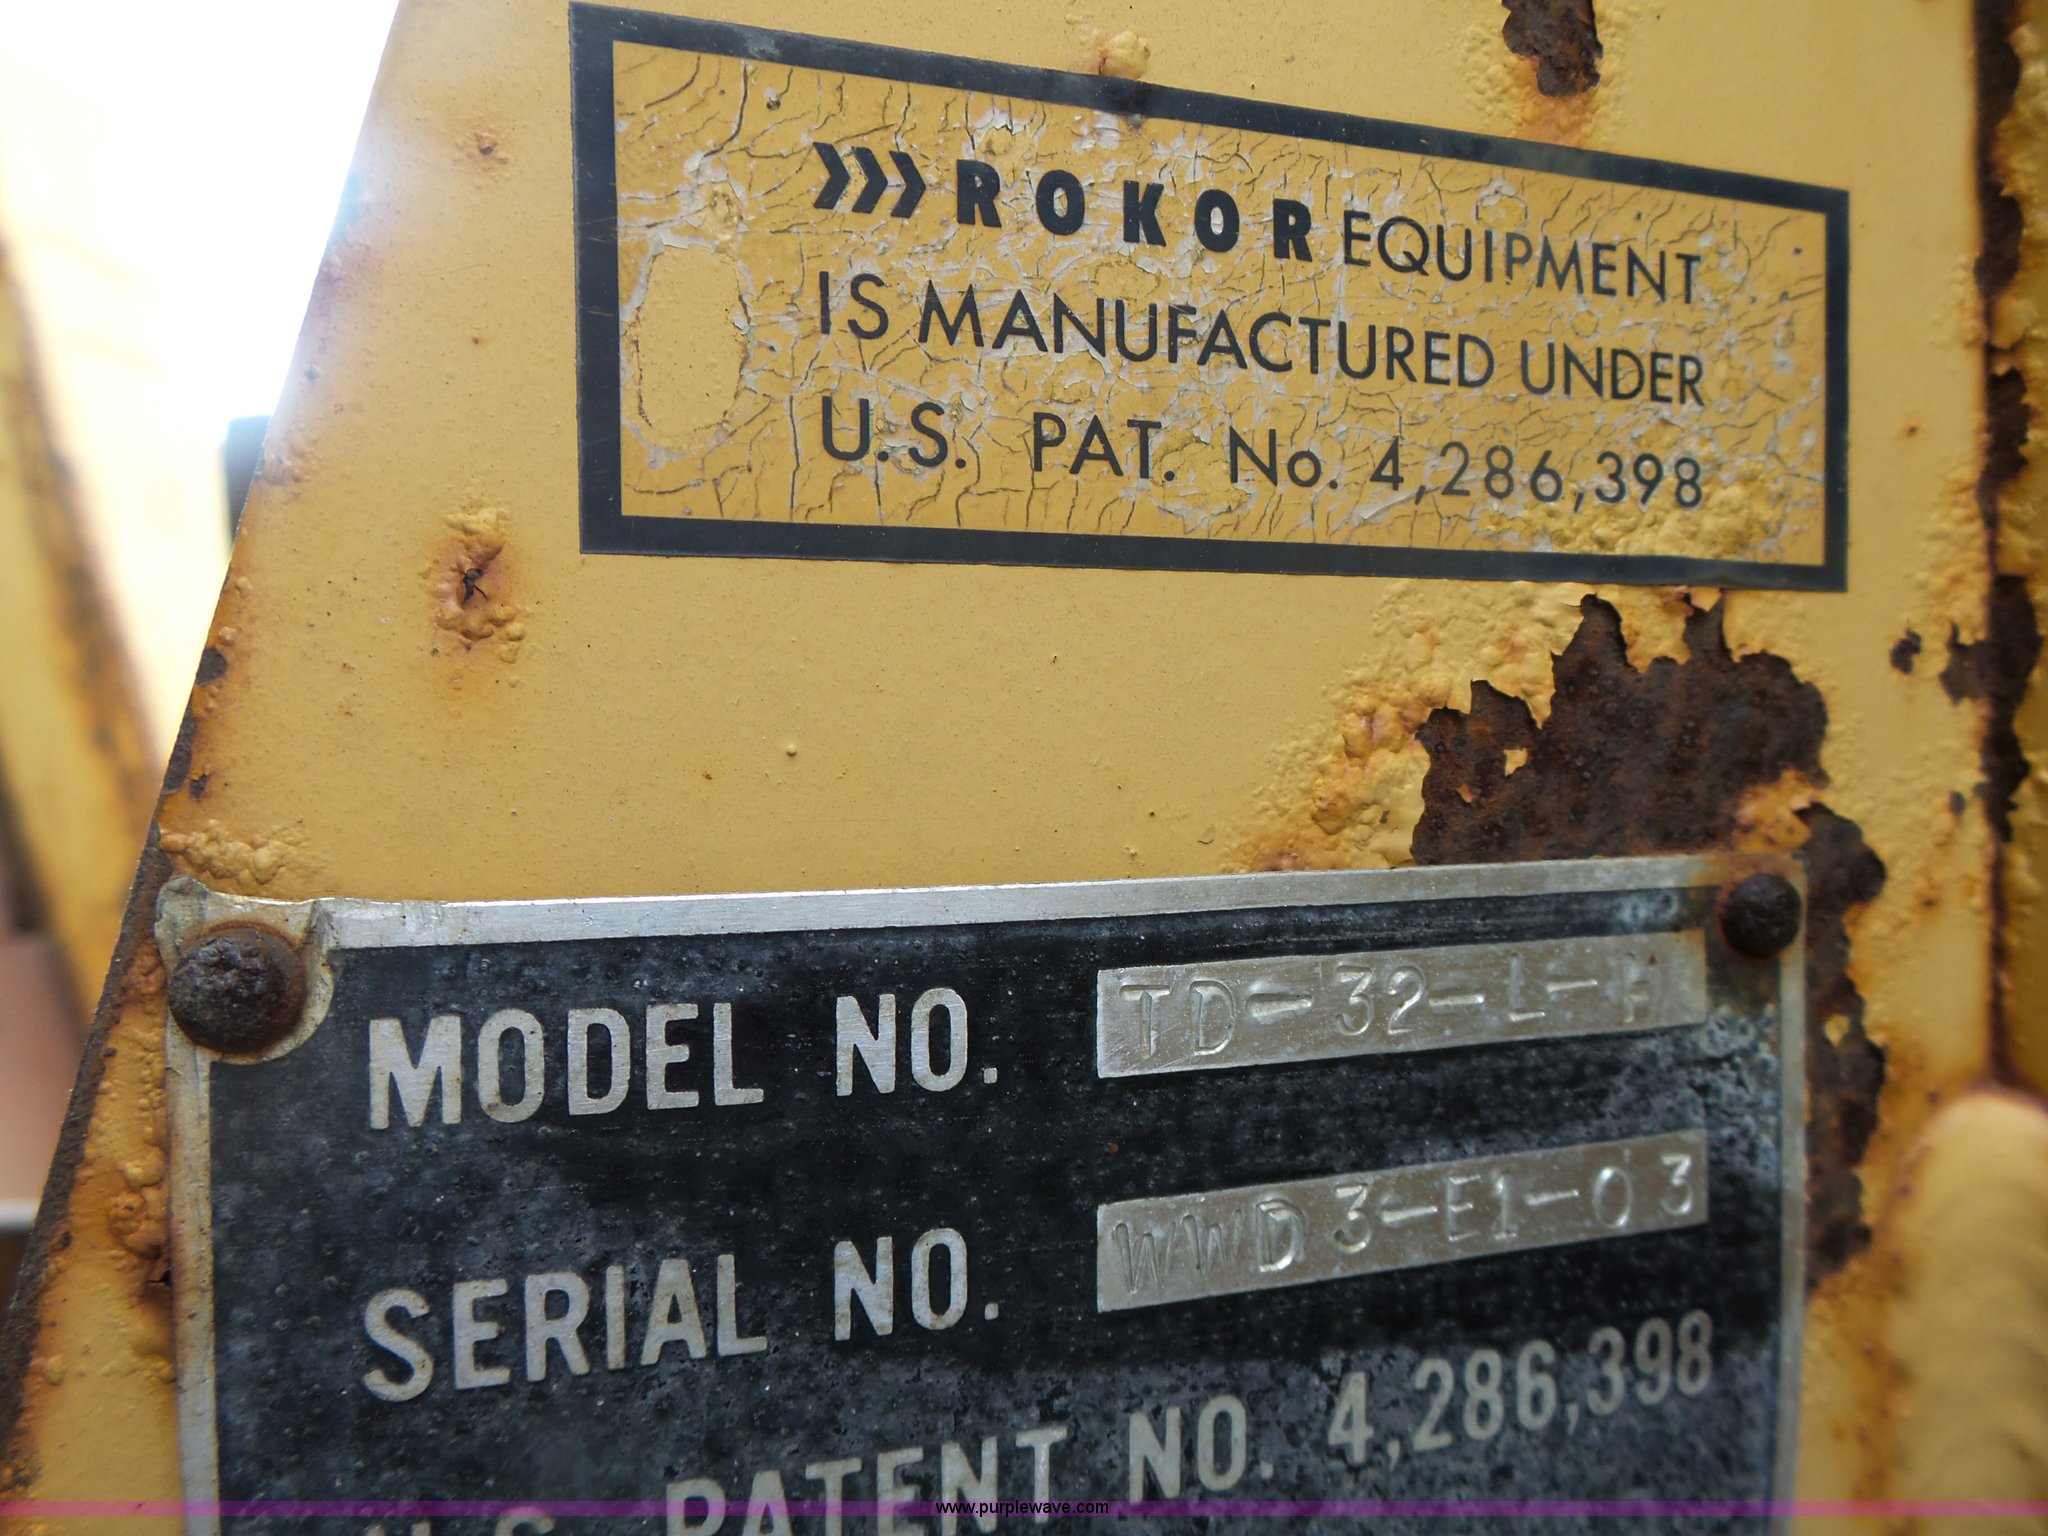 ROKOR EQUIPMENT
IS MANUFACTURED UNDER
U.S. PAT. No. 4,286,398
MODEL NO. TD-32-L-H
SERIAL NO. WWD3-E1-03
U.S. PATENT NO. 4,286,398
www.purplewave.com